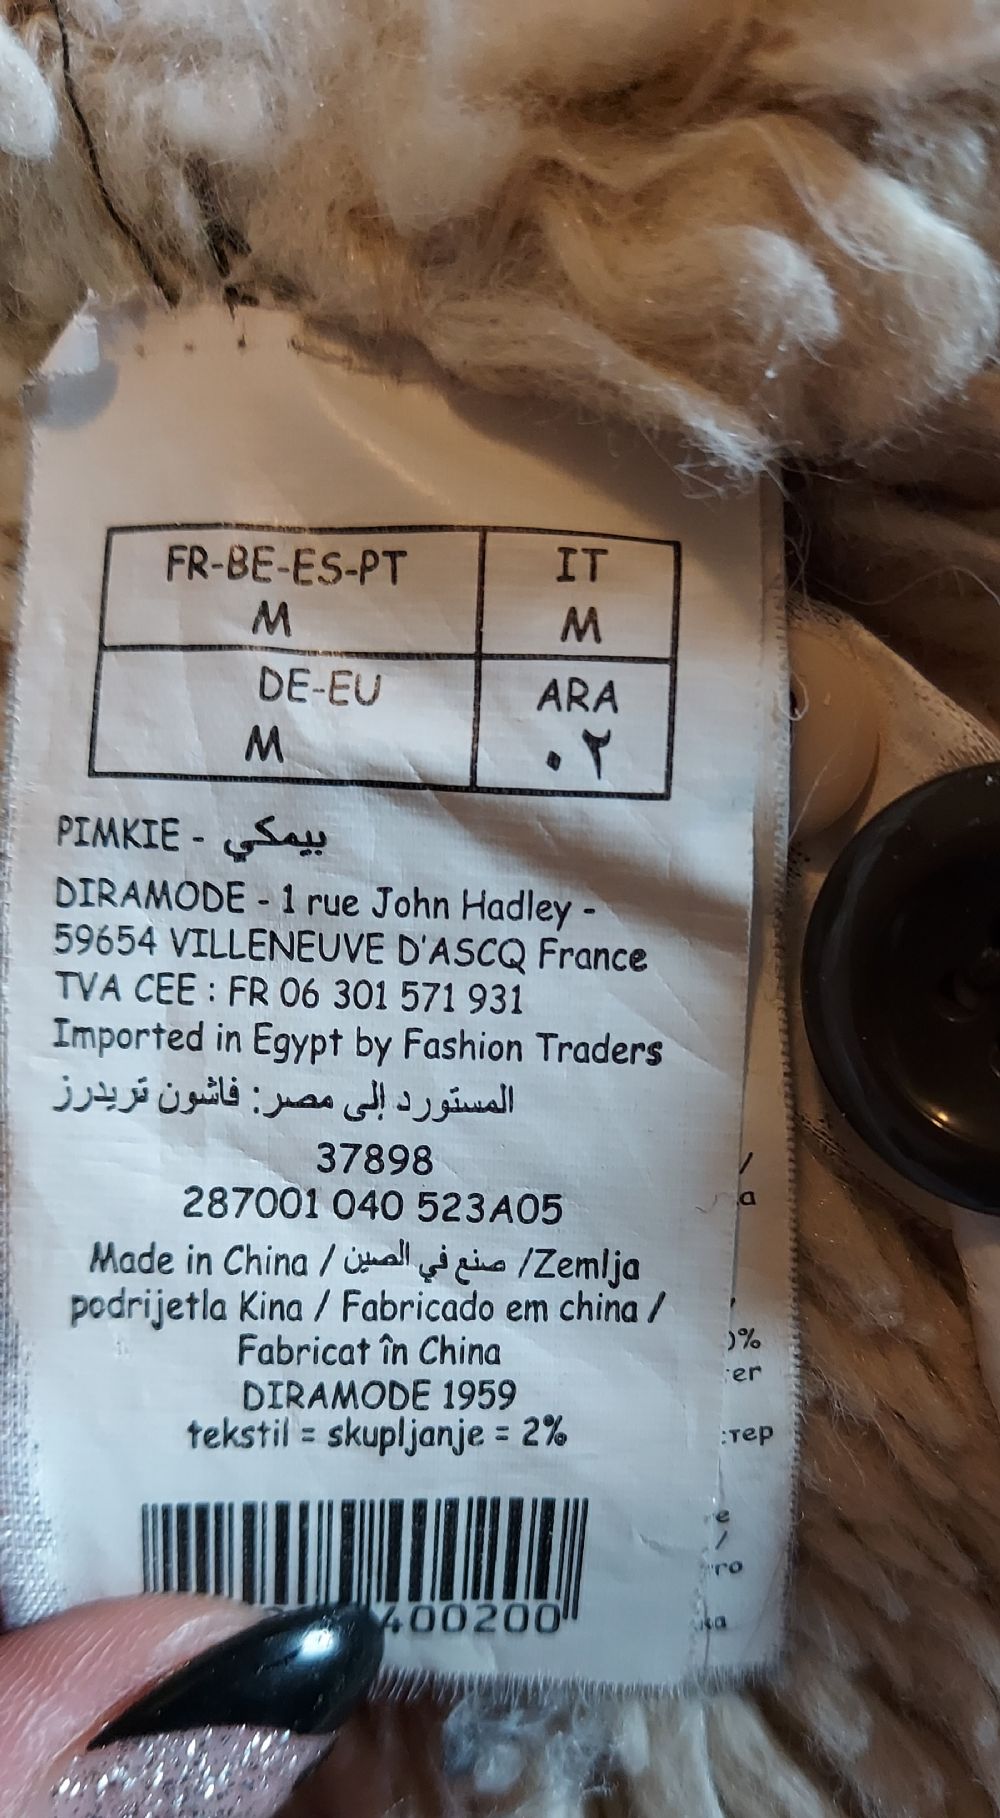 FR-BE-ES-PT
M
IT
M
DE-EU
M
ARA
٠٢
PIMKIE - بيمكي
DIRAMODE - 1 rue John Hadley -
59654 VILLENEUVE D'ASCQ France
TVA CEE : FR 06 301 571 931
Imported in Egypt by Fashion Traders
المستورد إلى مصر: فاشون تريدرز
37898
287001 040 523A05
Made in China / صنع في الصين /Zemlja
podrijetla Kina / Fabricado em china /
Fabricat în China
DIRAMODE 1959
tekstil = skupljanje = 2%
400200